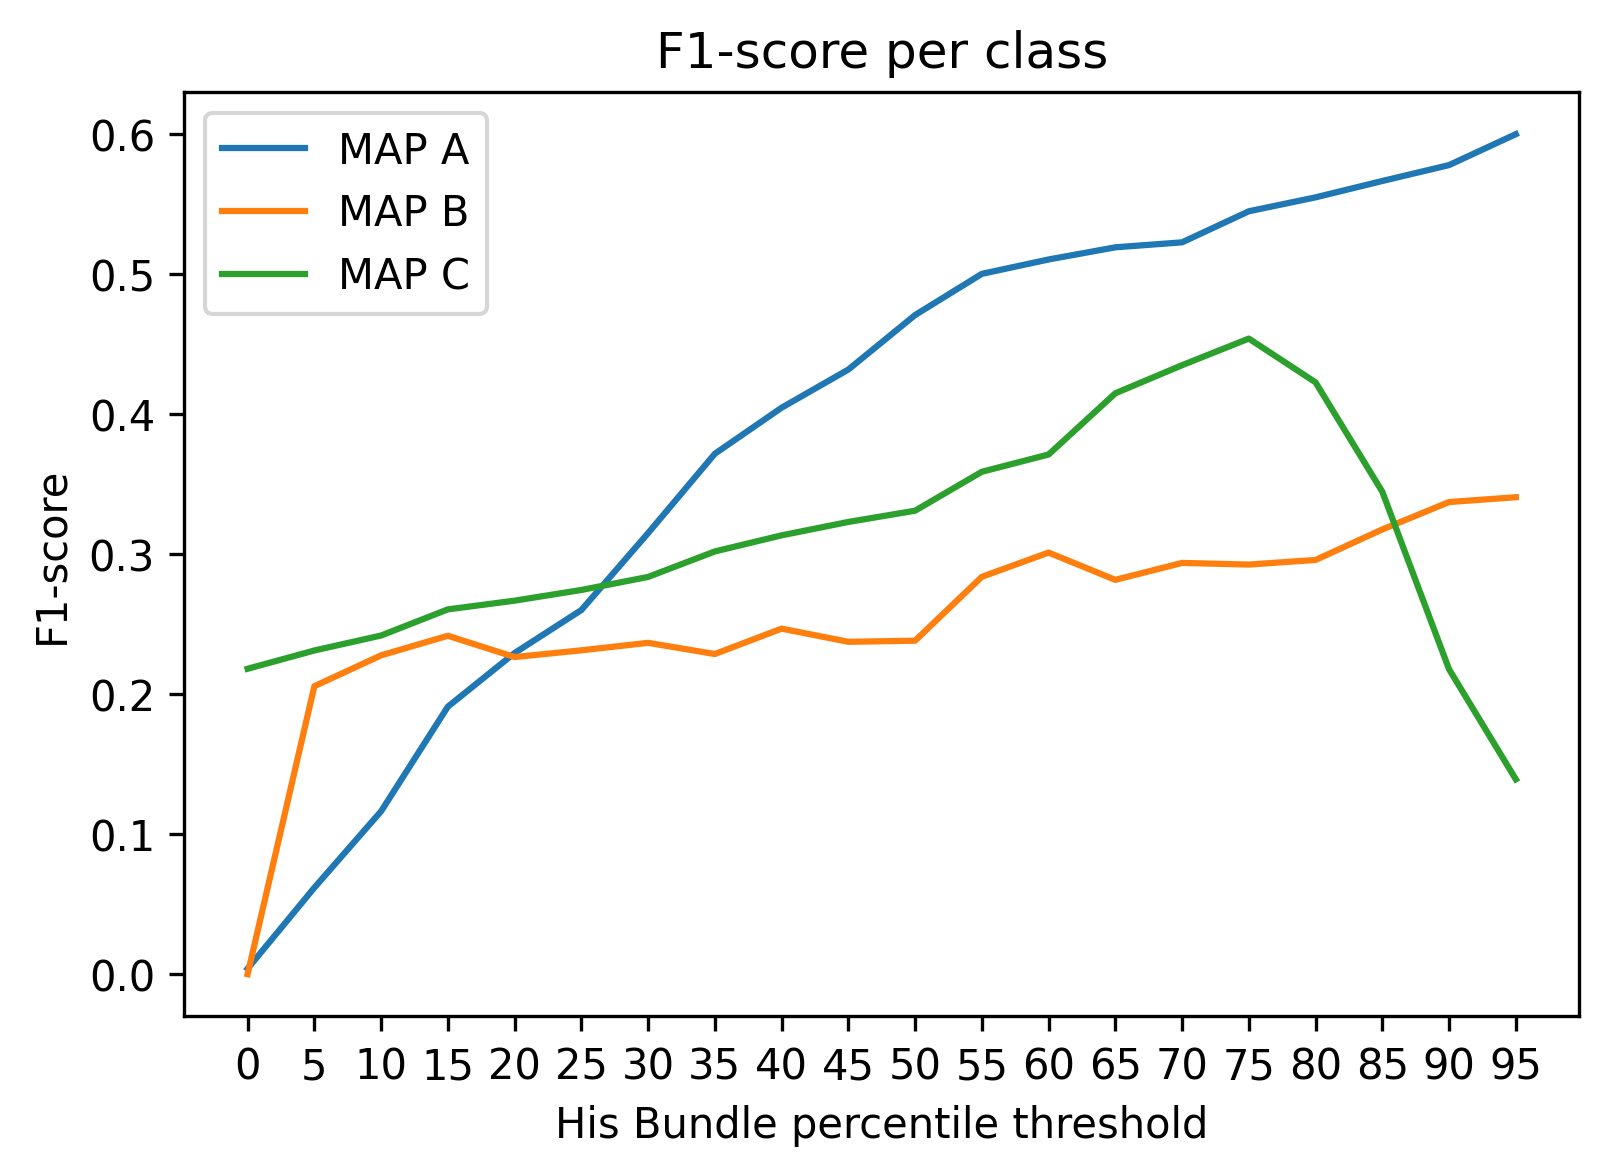 F1-score per class
MAP A
MAP B
MAP C
0.6
0.5
0.4
0.3
0.2
0.1
0.0
F1-score
0 5 10 15 20 25 30 35 40 45 50 55 60 65 70 75 80 85 90 95
His Bundle percentile threshold